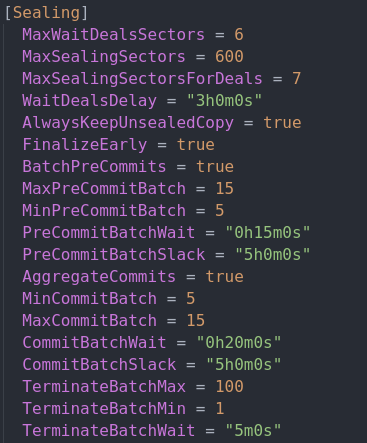 [Sealing]
MaxWaitDealsSectors = 6
MaxSealingSectors = 600
MaxSealingSectorsForDeals = 7
WaitDealsDelay = "3h0m0s"
AlwaysKeepUnsealedCopy = true
FinalizeEarly = true
BatchPreCommits = true
MaxPreCommitBatch = 15
MinPreCommitBatch = 5
PreCommitBatchWait = "0h15m0s"
PreCommitBatchSlack = "5h0m0s"
AggregateCommits = true
MinCommitBatch = 5
MaxCommitBatch = 15
CommitBatchWait = "0h20m0s"
CommitBatchSlack = "5h0m0s"
TerminateBatchMax = 100
TerminateBatchMin = 1
TerminateBatchWait = "5m0s"